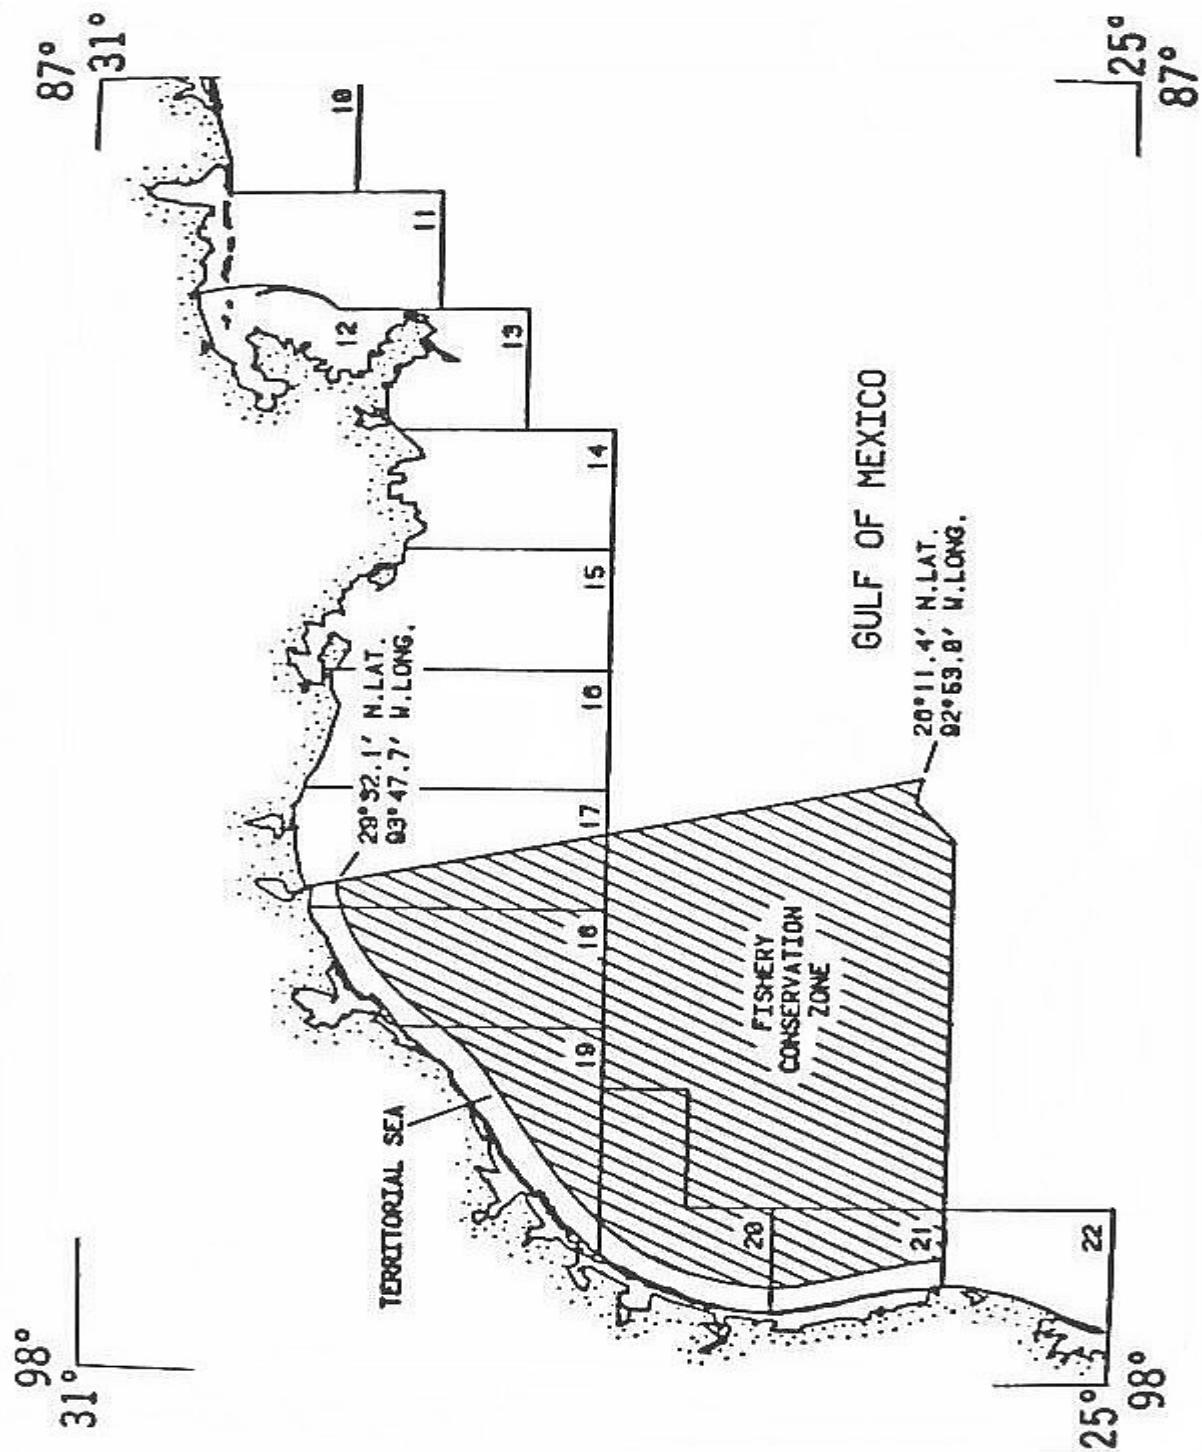 98°
31°
87°
31°
10
11
12
13
TERRITORIAL SEA
29°32.1' N.LAT.
93°47.7' W.LONG.
19
18
17
16
15
14
20
FISHERY
CONSERVATION
ZONE
GULF OF MEXICO
21
26°11.4' N.LAT.
92°53.0' W.LONG.
22
25°
98°
25°
87°